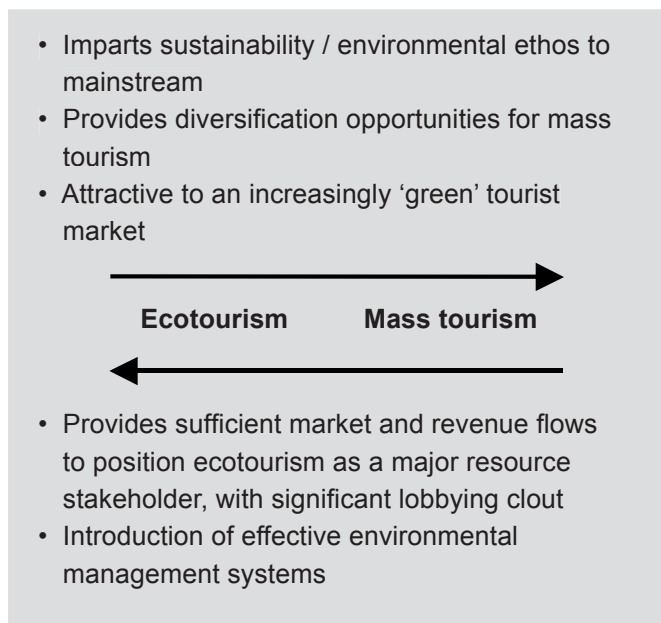 • Imparts sustainability / environmental ethos to
mainstream
• Provides diversification opportunities for mass
tourism
• Attractive to an increasingly ‘green’ tourist
market
Ecotourism Mass tourism
• Provides sufficient market and revenue flows
to position ecotourism as a major resource
stakeholder, with significant lobbying clout
• Introduction of effective environmental
management systems